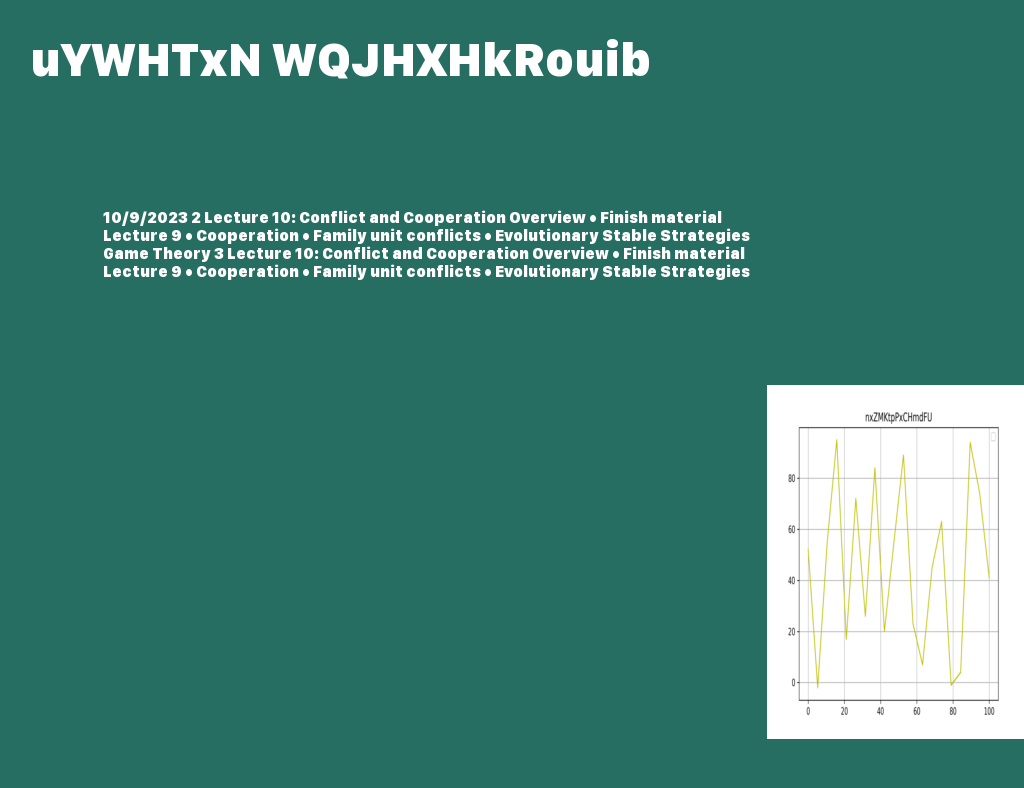 uYWHTxN WQJHXHkRouib
10/9/2023 2 Lecture 10: Conflict and Cooperation Overview • Finish material
Lecture 9 • Cooperation • Family unit conflicts • Evolutionary Stable Strategies
Game Theory 3 Lecture 10: Conflict and Cooperation Overview • Finish material
Lecture 9 • Cooperation • Family unit conflicts • Evolutionary Stable Strategies
nxZMKtpPxCHmdFU
80
60
40
20
0
0 20 40 60 80 100